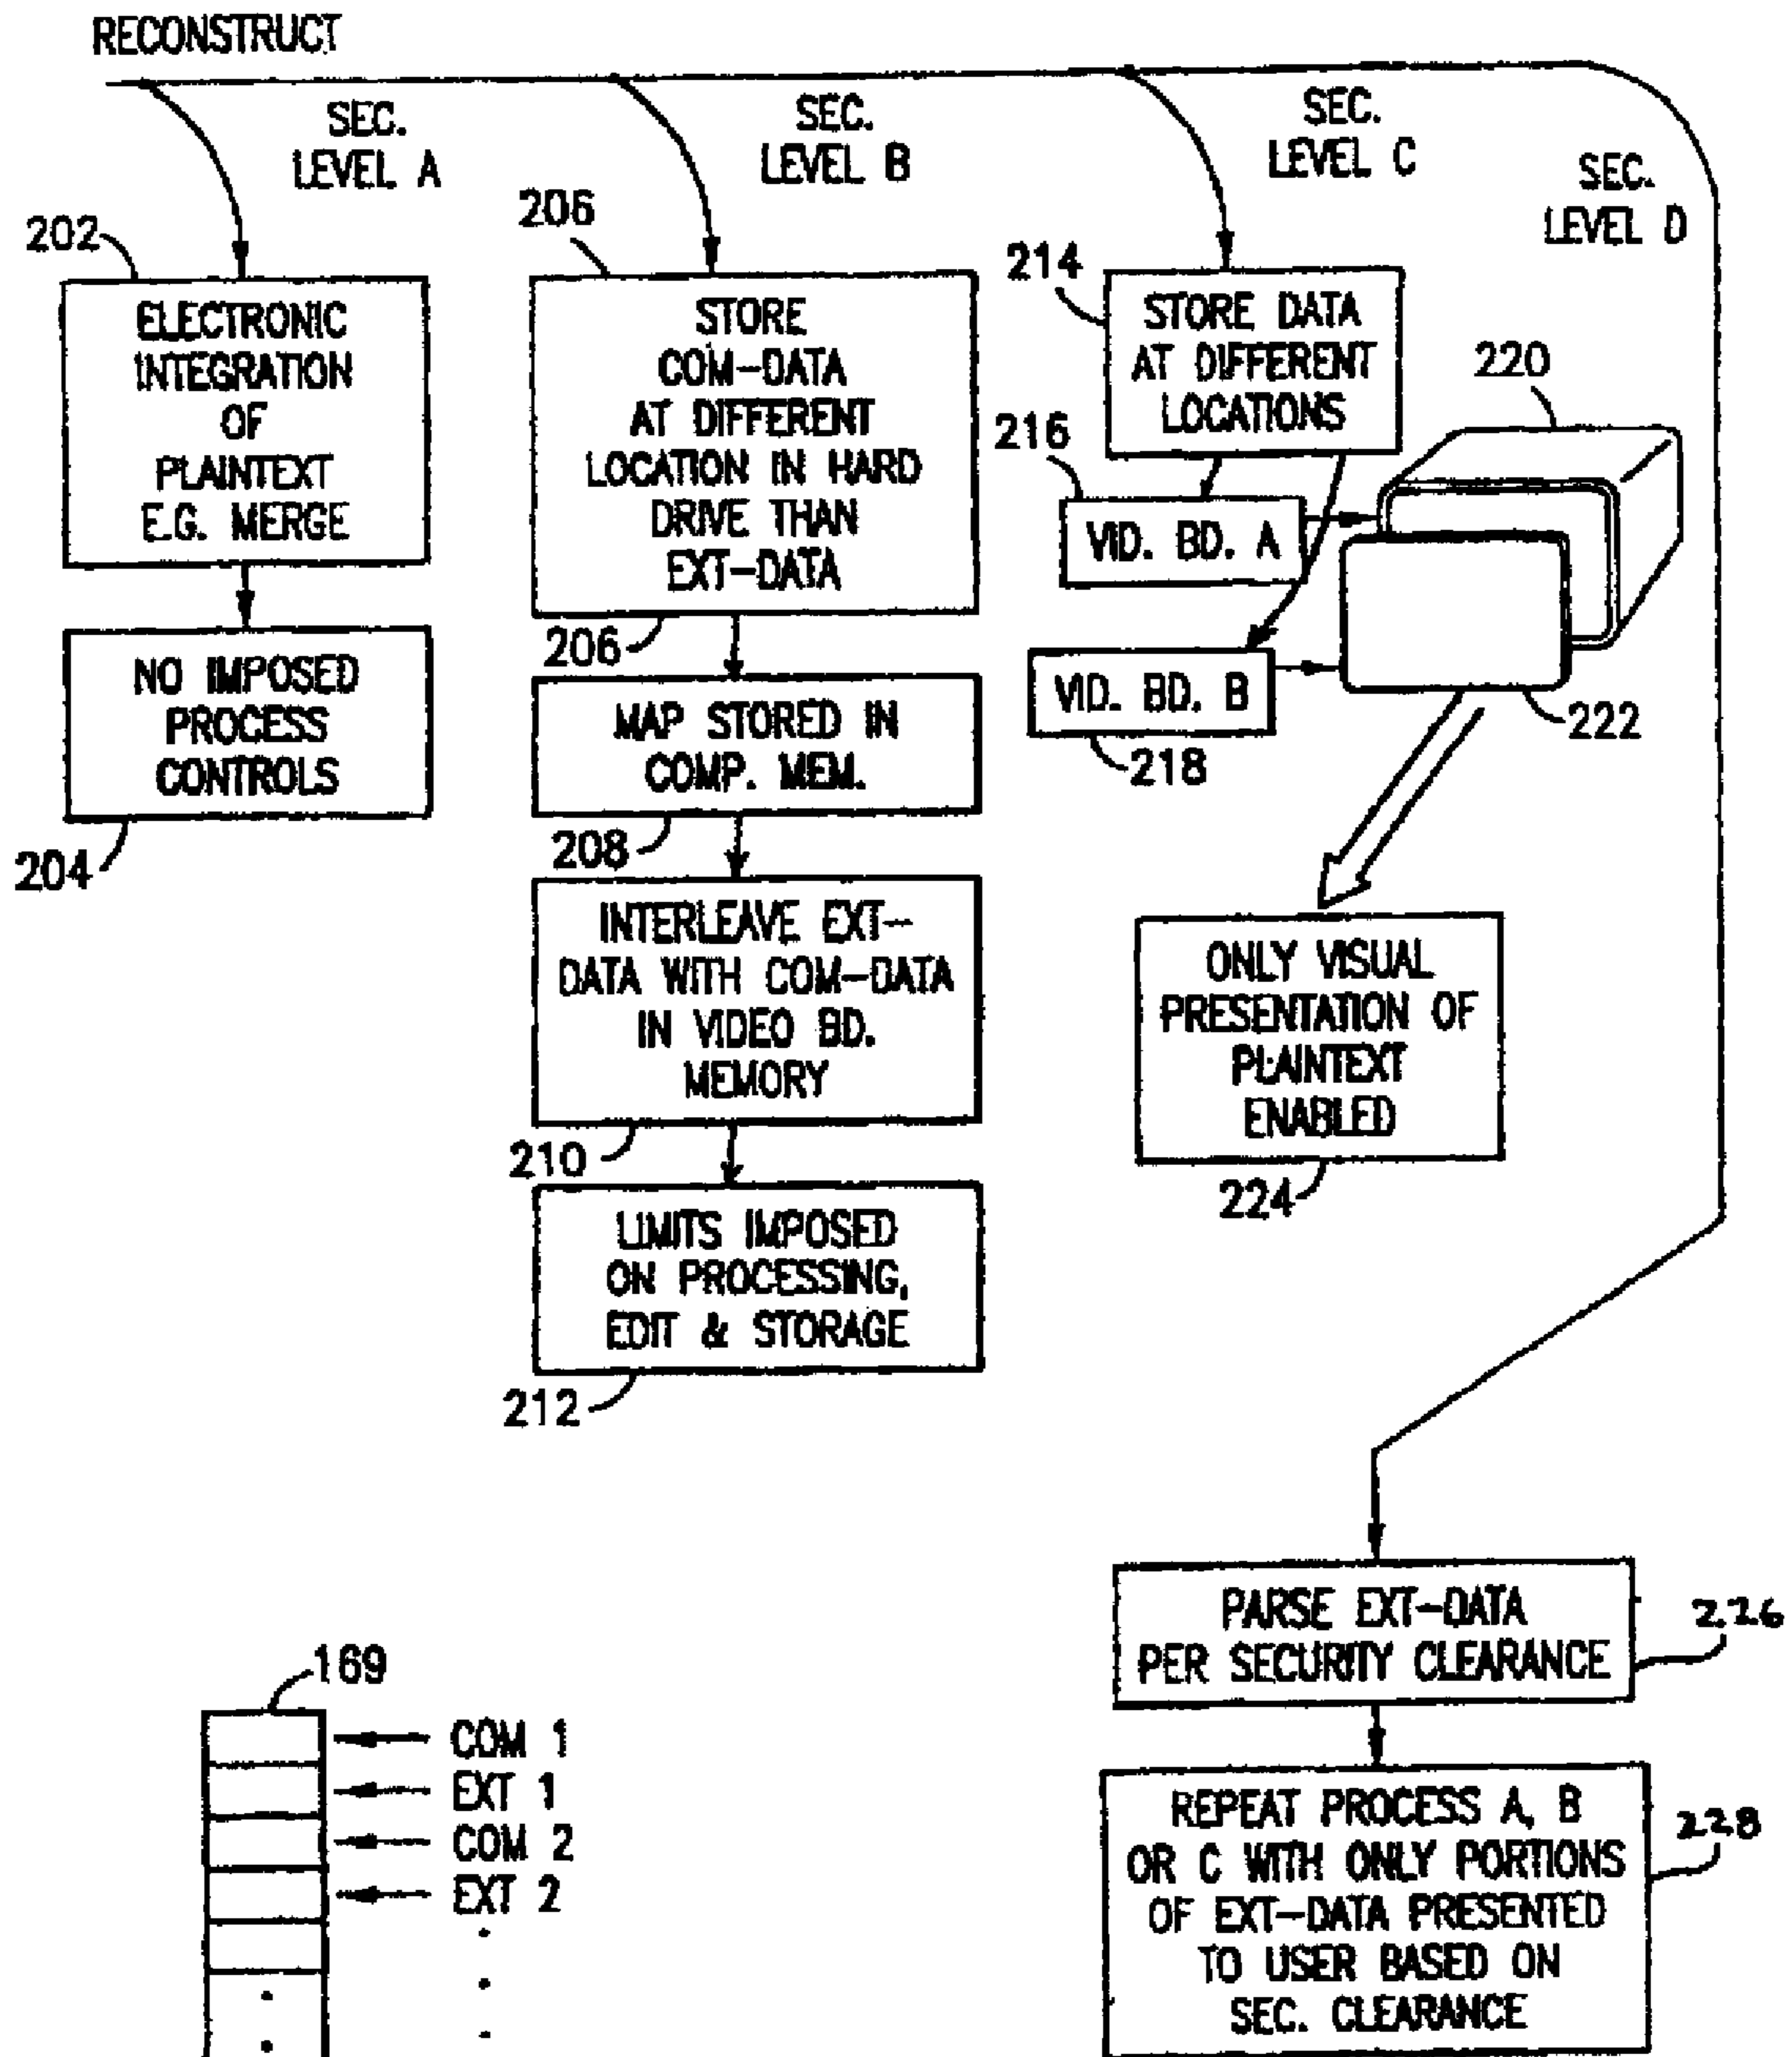 RECONSTRUCT
SEC.
LEVEL A
SEC.
LEVEL B
SEC.
LEVEL C
SEC.
LEVEL D
202
ELECTRONIC
INTEGRATION
OF
PLAINTEXT
E.G. MERGE
NO IMPOSED
PROCESS
CONTROLS
204
206
STORE
COM-DATA
AT DIFFERENT
LOCATION IN HARD
DRIVE THAN
EXT-DATA
206
MAP STORED IN
COMP. MEM.
208
INTERLEAVE EXT-
DATA WITH COM-DATA
IN VIDEO BD.
MEMORY
210
LIMITS IMPOSED
ON PROCESSING,
EDIT & STORAGE
212
214
STORE DATA
AT DIFFERENT
LOCATIONS
216
VID. BD. A
220
VID. BD. B
218
222
ONLY VISUAL
PRESENTATION OF
PLAINTEXT
ENABLED
224
PARSE EXT-DATA
PER SECURITY CLEARANCE
226
REPEAT PROCESS A, B
OR C WITH ONLY PORTIONS
OF EXT-DATA PRESENTED
TO USER BASED ON
SEC. CLEARANCE
228
169
COM 1
EXT 1
COM 2
EXT 2